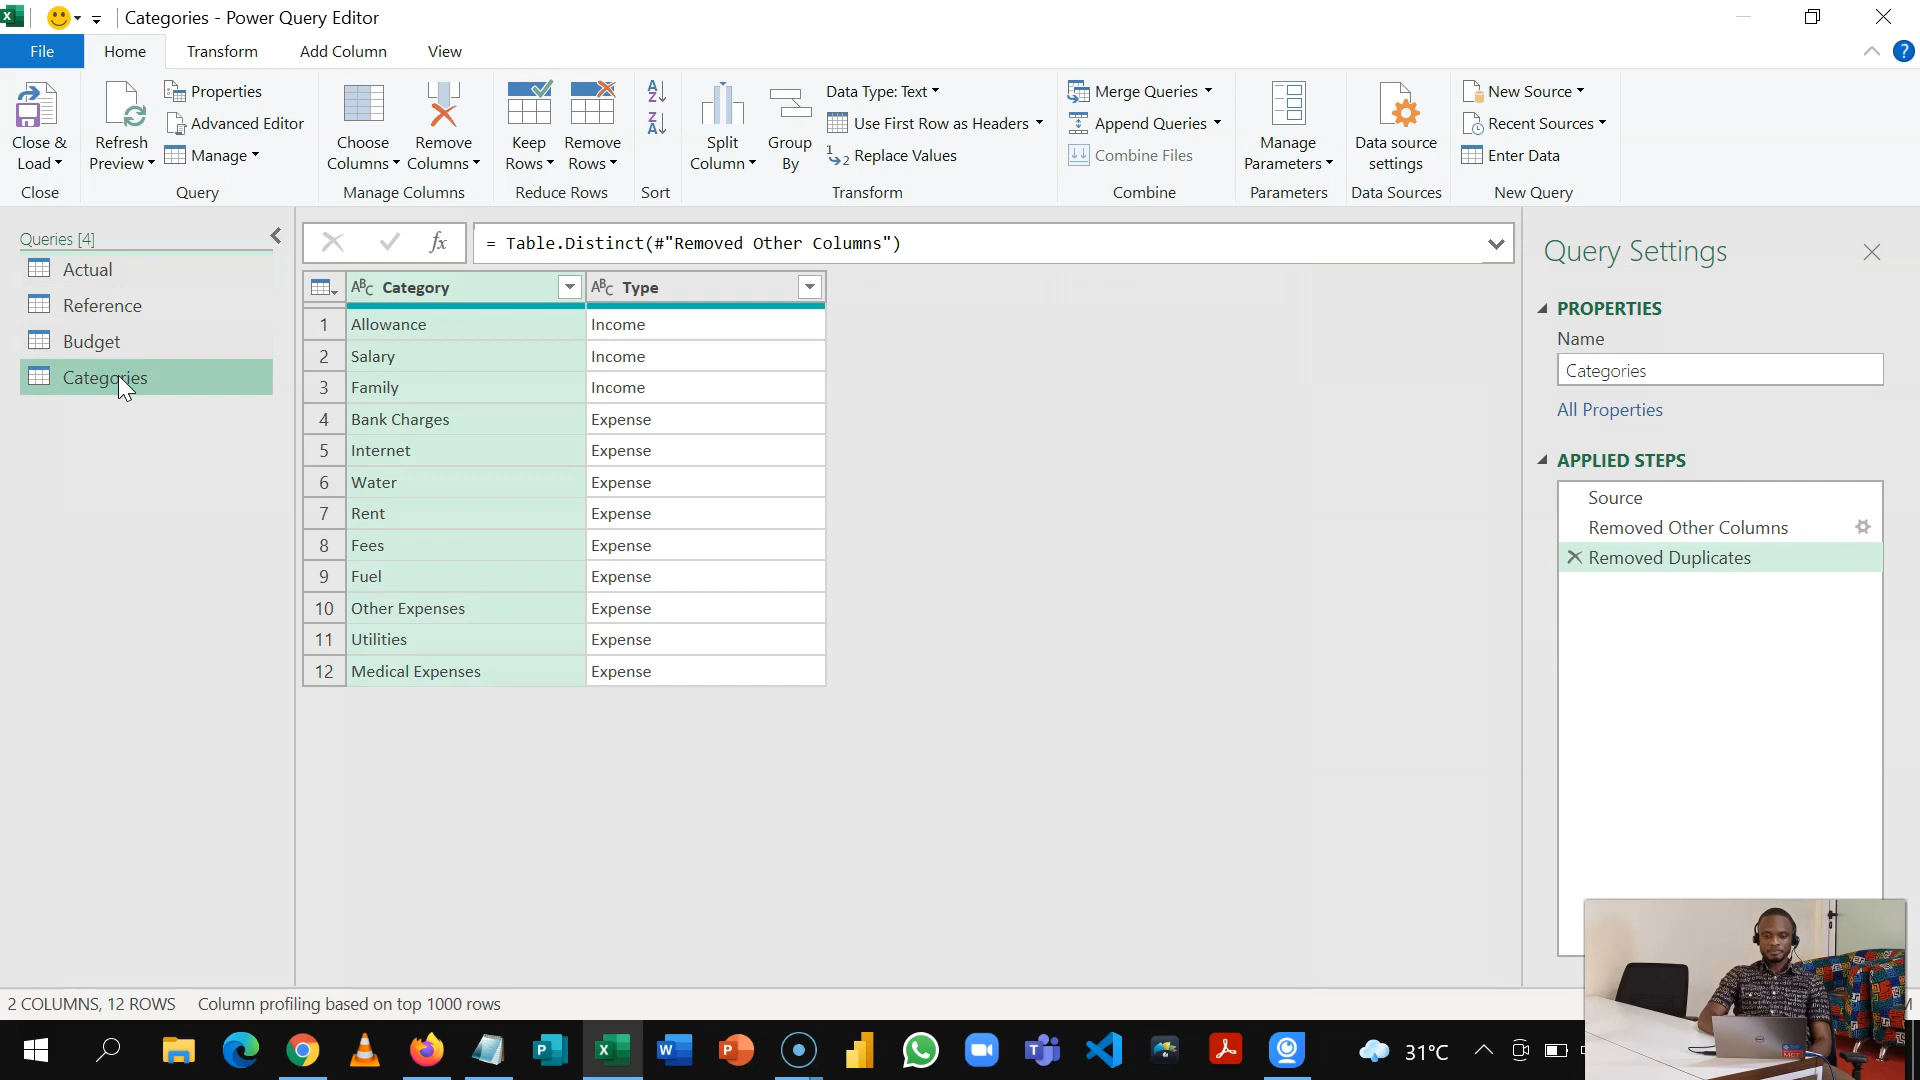 Categories - Power Query Editor
File Home Transform Add Column View
Close & Load
Close
Refresh Preview
Properties
Advanced Editor
Manage
Query
Choose Columns
Remove Columns
Manage Columns
Keep Rows
Remove Rows
Reduce Rows
Sort
Split Column
Group By
Data Type: Text
Use First Row as Headers
Replace Values
Transform
Merge Queries
Append Queries
Combine Files
Combine
Manage Parameters
Parameters
Data source settings
Data Sources
New Source
Recent Sources
Enter Data
New Query
Queries [4]
Actual
Reference
Budget
Categories
fx = Table.Distinct(#"Removed Other Columns")
Category Type
1 Allowance Income
2 Salary Income
3 Family Income
4 Bank Charges Expense
5 Internet Expense
6 Water Expense
7 Rent Expense
8 Fees Expense
9 Fuel Expense
10 Other Expenses Expense
11 Utilities Expense
12 Medical Expenses Expense
Query Settings
PROPERTIES
Name
Categories
All Properties
APPLIED STEPS
Source
Removed Other Columns
Removed Duplicates
2 COLUMNS, 12 ROWS Column profiling based on top 1000 rows
31°C